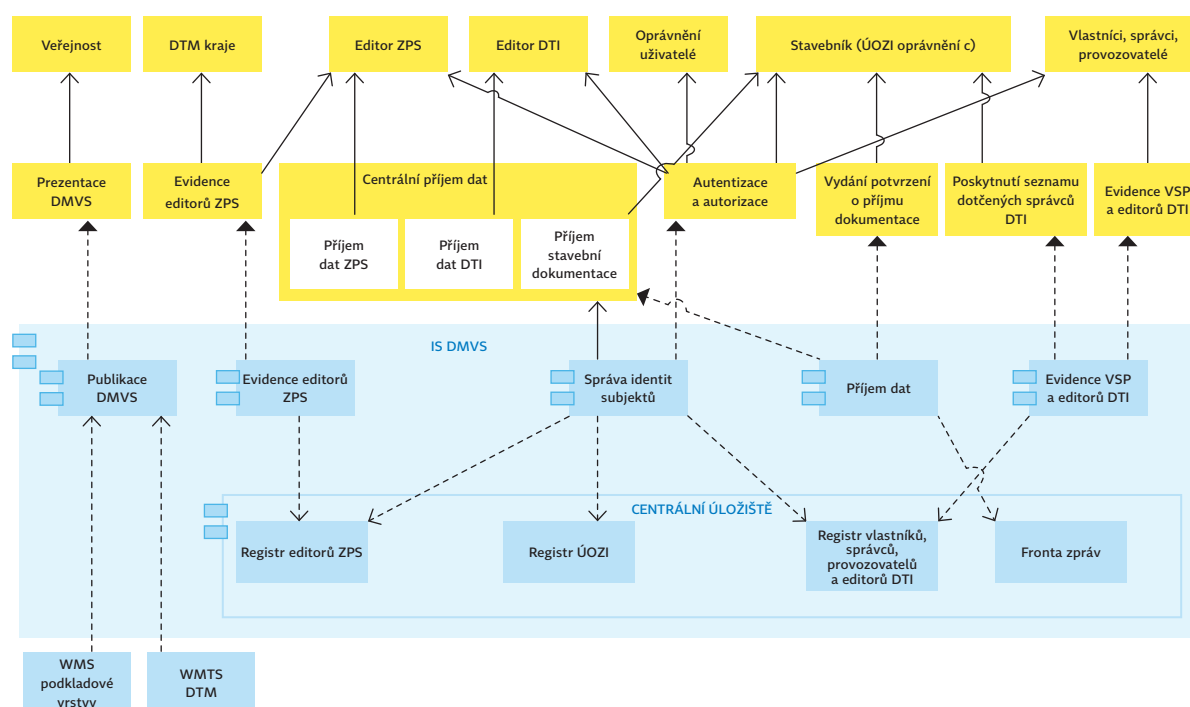 Veřejnost
DTM kraje
Editor ZPS
Editor DTI
Oprávnění
uživatelé
Stavebník (ÚOZI oprávnění c)
Vlastníci, správci,
provozovatelé
Prezentace
DMVS
Evidence
editorů ZPS
Centrální příjem dat
Příjem
dat ZPS
Příjem
dat DTI
Příjem
stavební
dokumentace
Autentizace
a autorizace
Vydání potvrzení
o příjmu
dokumentace
Poskytnutí seznamu
dotčených správců
DTI
Evidence VSP
a editorů DTI
IS DMVS
Publikace
DMVS
Evidence editorů
ZPS
Správa identit
subjektů
Příjem dat
Evidence VSP
a editorů DTI
CENTRÁLNÍ ÚLOŽIŠTĚ
Registr editorů ZPS
Registr ÚOZI
Registr vlastníků,
správců,
provozovatelů
a editorů DTI
Fronta zpráv
WMS
podkladové
vrstvy
WMTS
DTM